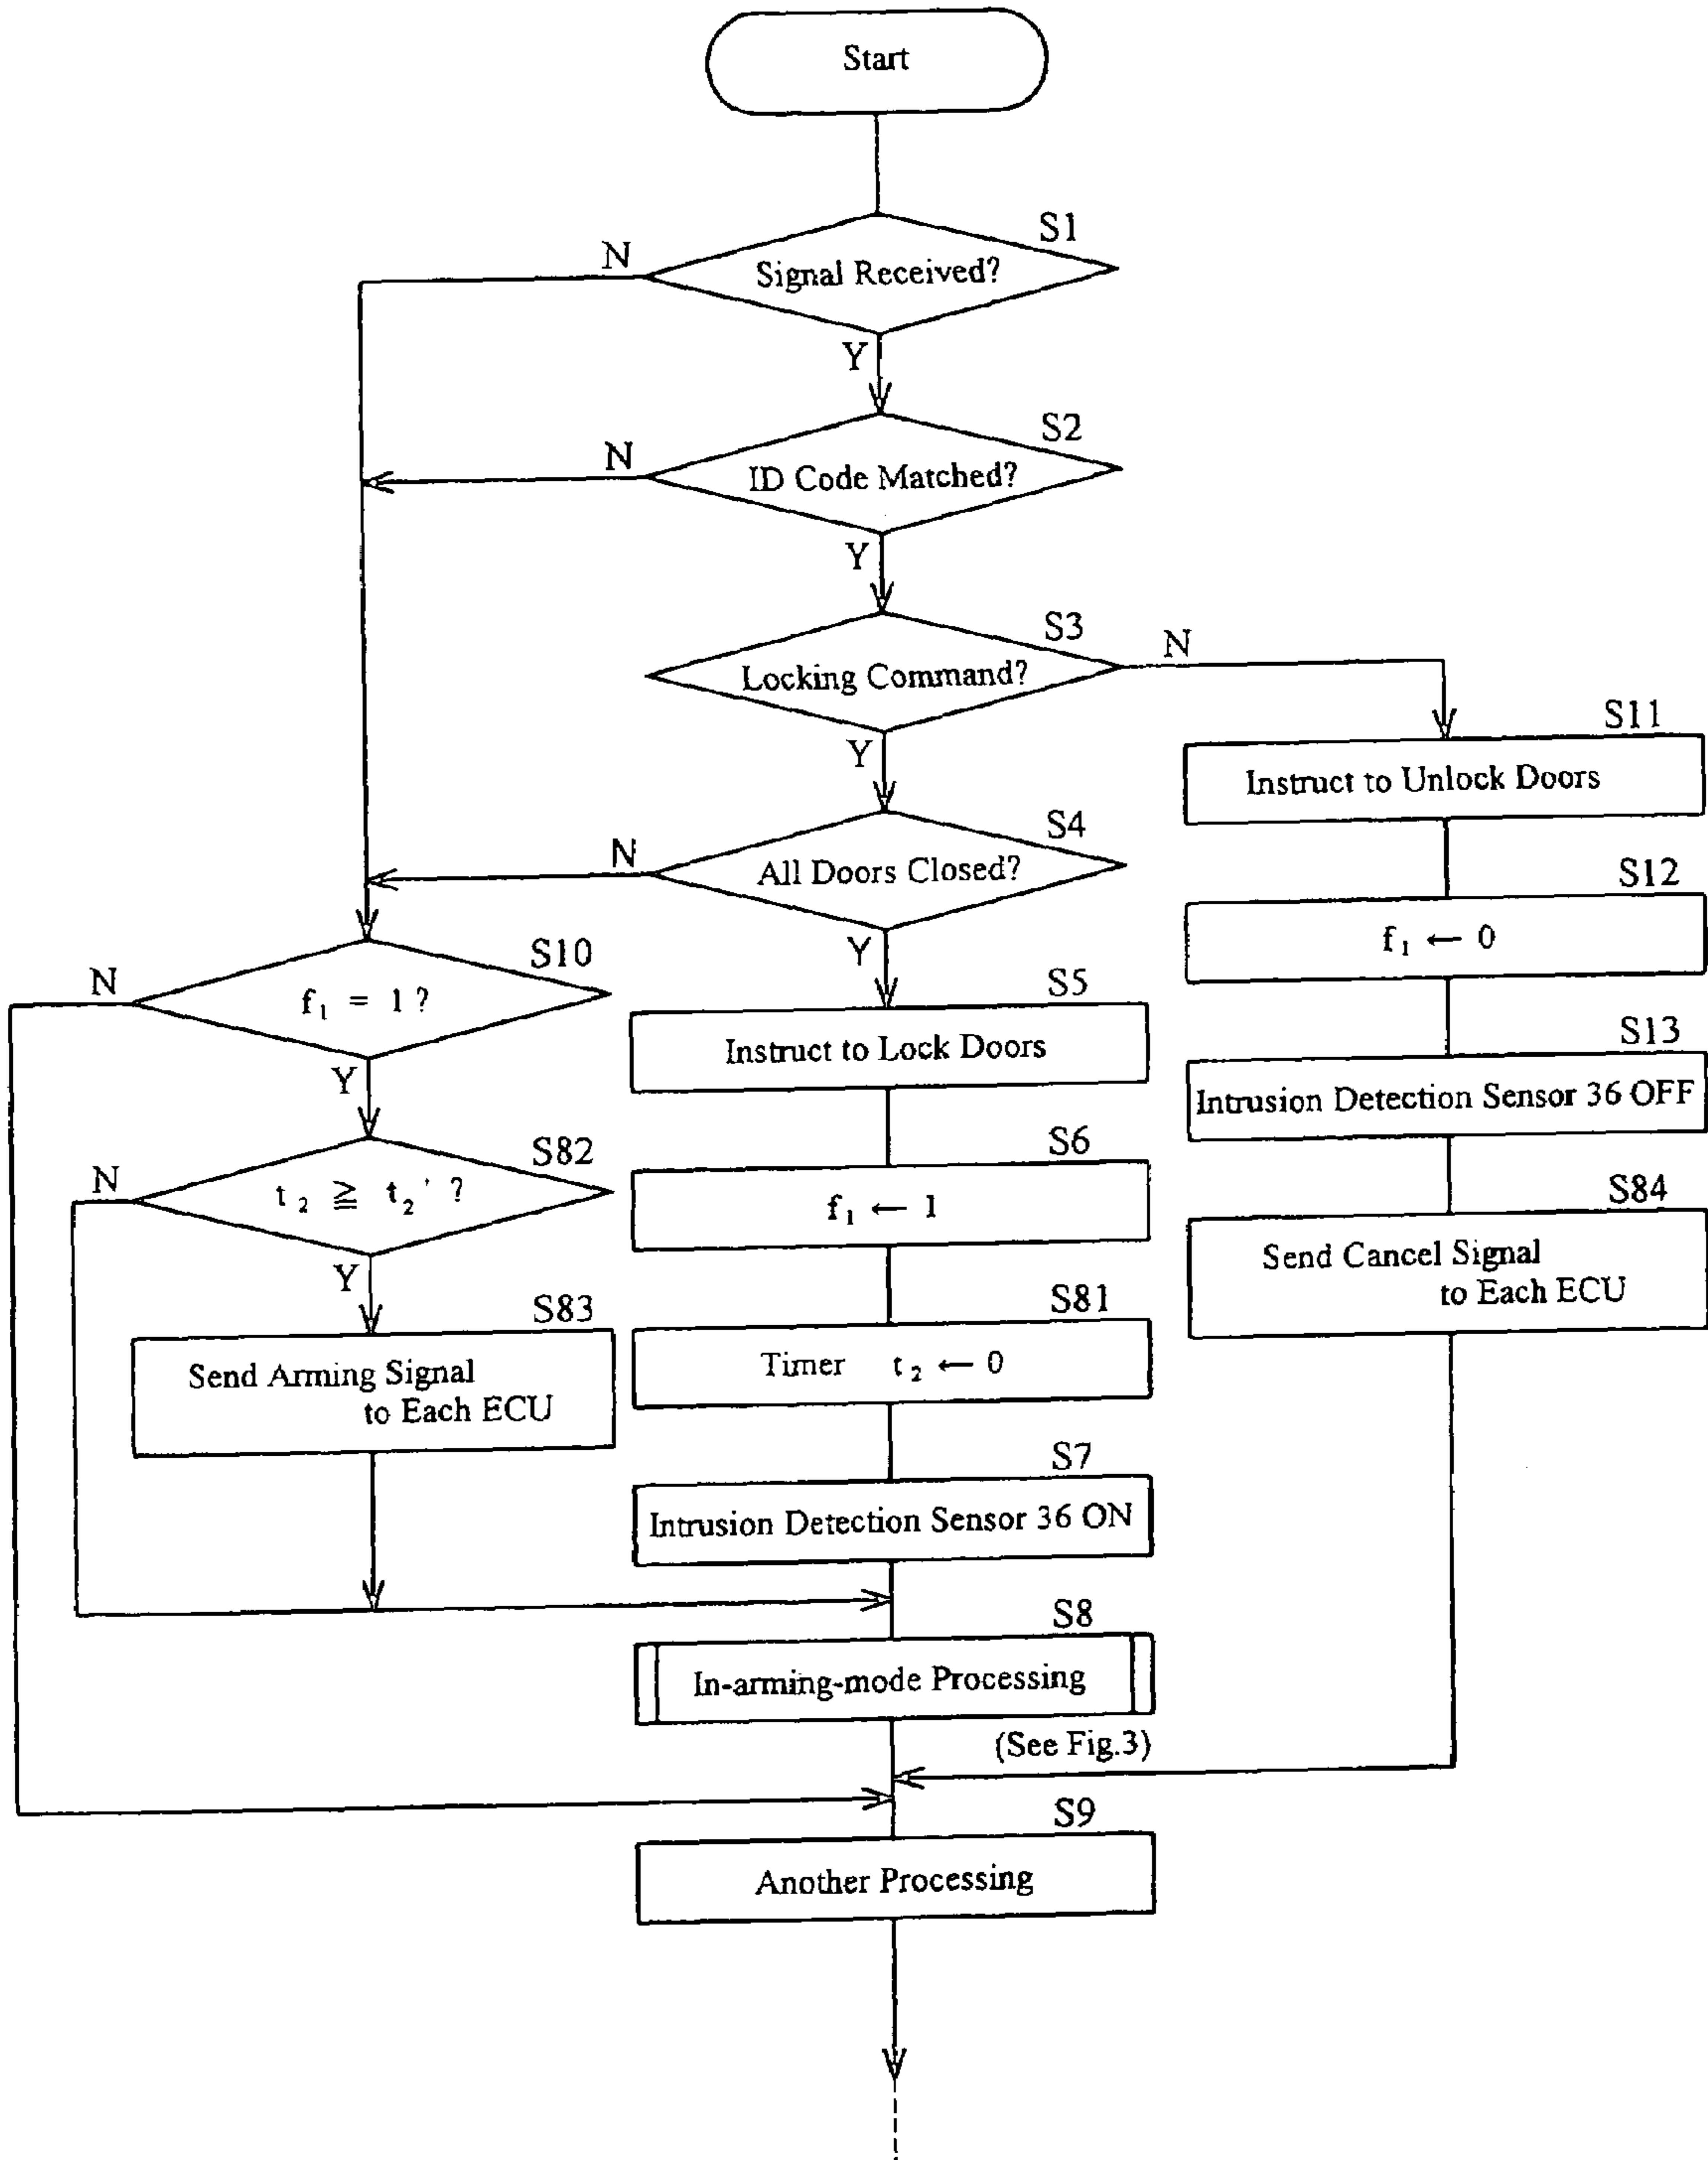 Start
S1
N
Signal Received?
Y
S2
N
ID Code Matched?
Y
S3
N
Locking Command?
Y
S11
Instruct to Unlock Doors
S4
N
All Doors Closed?
Y
S12
f₁ ← 0
S10
N
f₁ = 1 ?
Y
S5
Instruct to Lock Doors
S13
Intrusion Detection Sensor 36 OFF
S82
N
t₂ ≧ t₂' ?
Y
S6
f₁ ← 1
S84
Send Cancel Signal
to Each ECU
S83
Send Arming Signal
to Each ECU
S81
Timer t₂ ← 0
S7
Intrusion Detection Sensor 36 ON
S8
In-arming-mode Processing
(See Fig.3)
S9
Another Processing